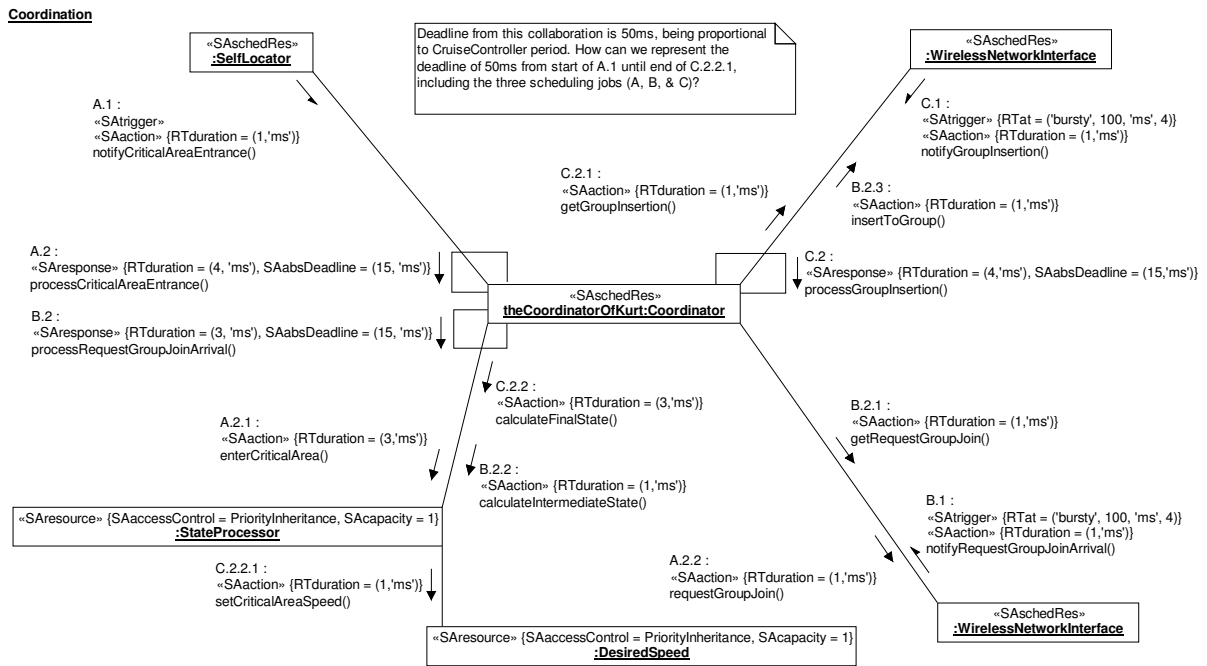 Coordination
«SAschedRes»
:SelfLocator
Deadline from this collaboration is 50ms, being proportional
to CruiseController period. How can we represent the
deadline of 50ms from start of A.1 until end of C.2.2.1,
including the three scheduling jobs (A, B, & C)?
«SAschedRes»
:WirelessNetworkInterface
A.1 :
«SAtrigger»
«SAaction» {RTduration = (1,'ms')}
notifyCriticalAreaEntrance()
C.1 :
«SAtrigger» {RTat = ('bursty', 100, 'ms', 4)}
«SAaction» {RTduration = (1,'ms')}
notifyGroupInsertion()
C.2.1 :
«SAaction» {RTduration = (1,'ms')}
getGroupInsertion()
B.2.3 :
«SAaction» {RTduration = (1,'ms')}
insertToGroup()
A.2 :
«SAresponse» {RTduration = (4, 'ms'), SAabsDeadline = (15, 'ms')}
processCriticalAreaEntrance()
C.2 :
«SAresponse» {RTduration = (4,'ms'), SAabsDeadline = (15,'ms')}
processGroupInsertion()
«SAschedRes»
theCoordinatorOfKurt:Coordinator
B.2 :
«SAresponse» {RTduration = (3, 'ms'), SAabsDeadline = (15, 'ms')}
processRequestGroupJoinArrival()
C.2.2 :
«SAaction» {RTduration = (3,'ms')}
calculateFinalState()
A.2.1 :
«SAaction» {RTduration = (3,'ms')}
enterCriticalArea()
B.2.1 :
«SAaction» {RTduration = (1,'ms')}
getRequestGroupJoin()
B.2.2 :
«SAaction» {RTduration = (1,'ms')}
calculateIntermediateState()
B.1 :
«SAtrigger» {RTat = ('bursty', 100, 'ms', 4)}
«SAaction» {RTduration = (1,'ms')}
notifyRequestGroupJoinArrival()
«SAresource» {SAaccessControl = PriorityInheritance, SAcapacity = 1}
:StateProcessor
C.2.2.1 :
«SAaction» {RTduration = (1,'ms')}
setCriticalAreaSpeed()
A.2.2 :
«SAaction» {RTduration = (1,'ms')}
requestGroupJoin()
«SAschedRes»
:WirelessNetworkInterface
«SAresource» {SAaccessControl = PriorityInheritance, SAcapacity = 1}
:DesiredSpeed